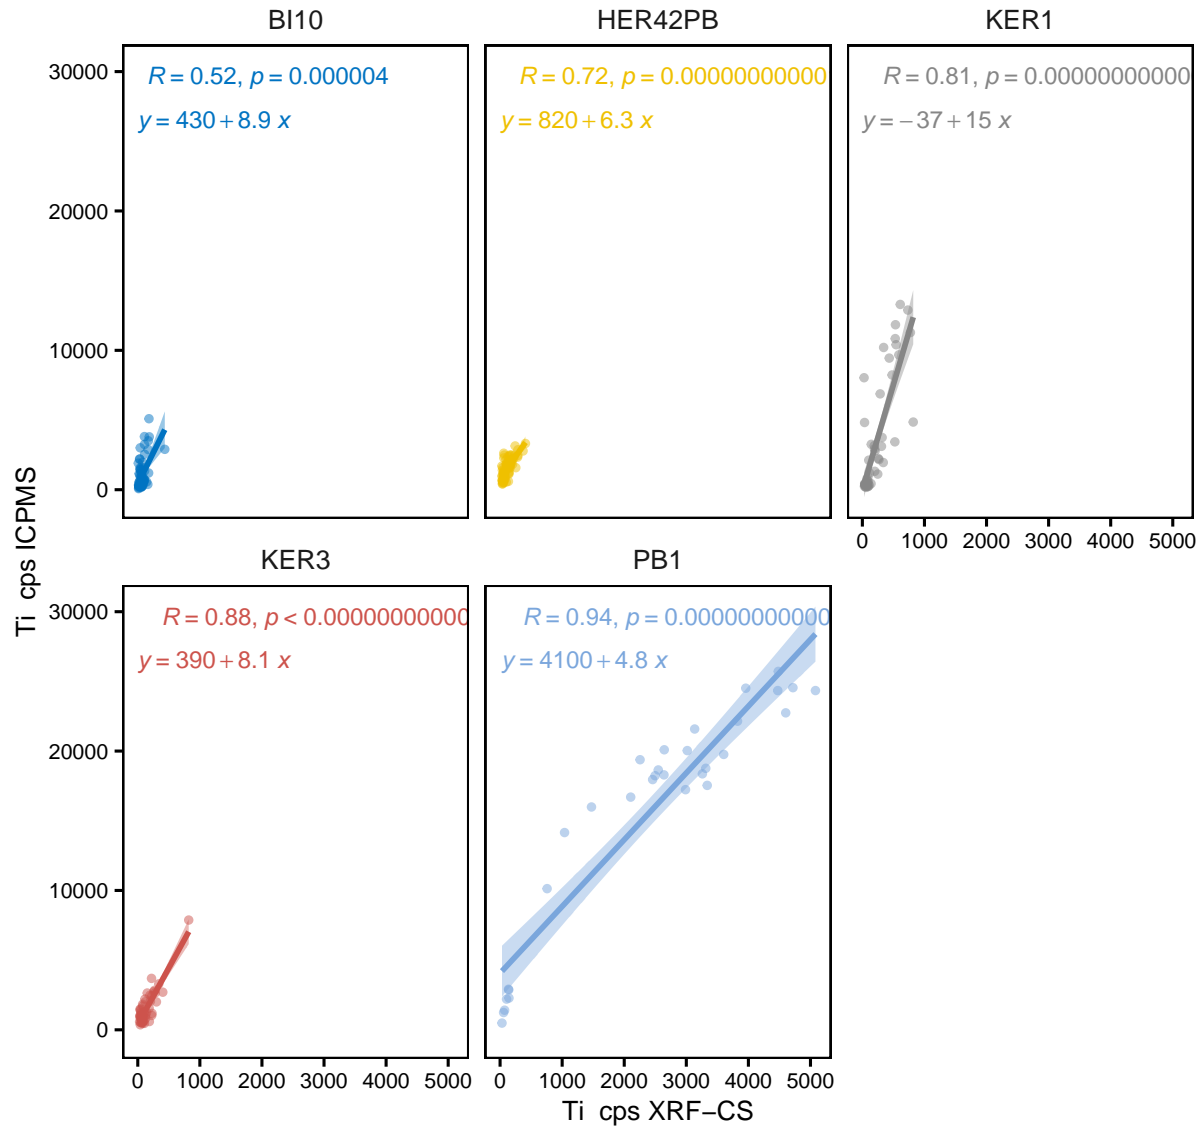 BI10
HER42PB
KER1
30000
20000
10000
0
R = 0.52, p = 0.000004
y = 430 + 8.9 x
R = 0.72, p = 0.00000000000
y = 820 + 6.3 x
R = 0.81, p = 0.00000000000
y = −37 + 15 x
0 1000 2000 3000 4000 5000
Ti cps ICPMS
KER3
PB1
30000
20000
10000
0
R = 0.88, p < 0.00000000000
y = 390 + 8.1 x
R = 0.94, p = 0.00000000000
y = 4100 + 4.8 x
0 1000 2000 3000 4000 5000
0 1000 2000 3000 4000 5000
Ti cps XRF−CS